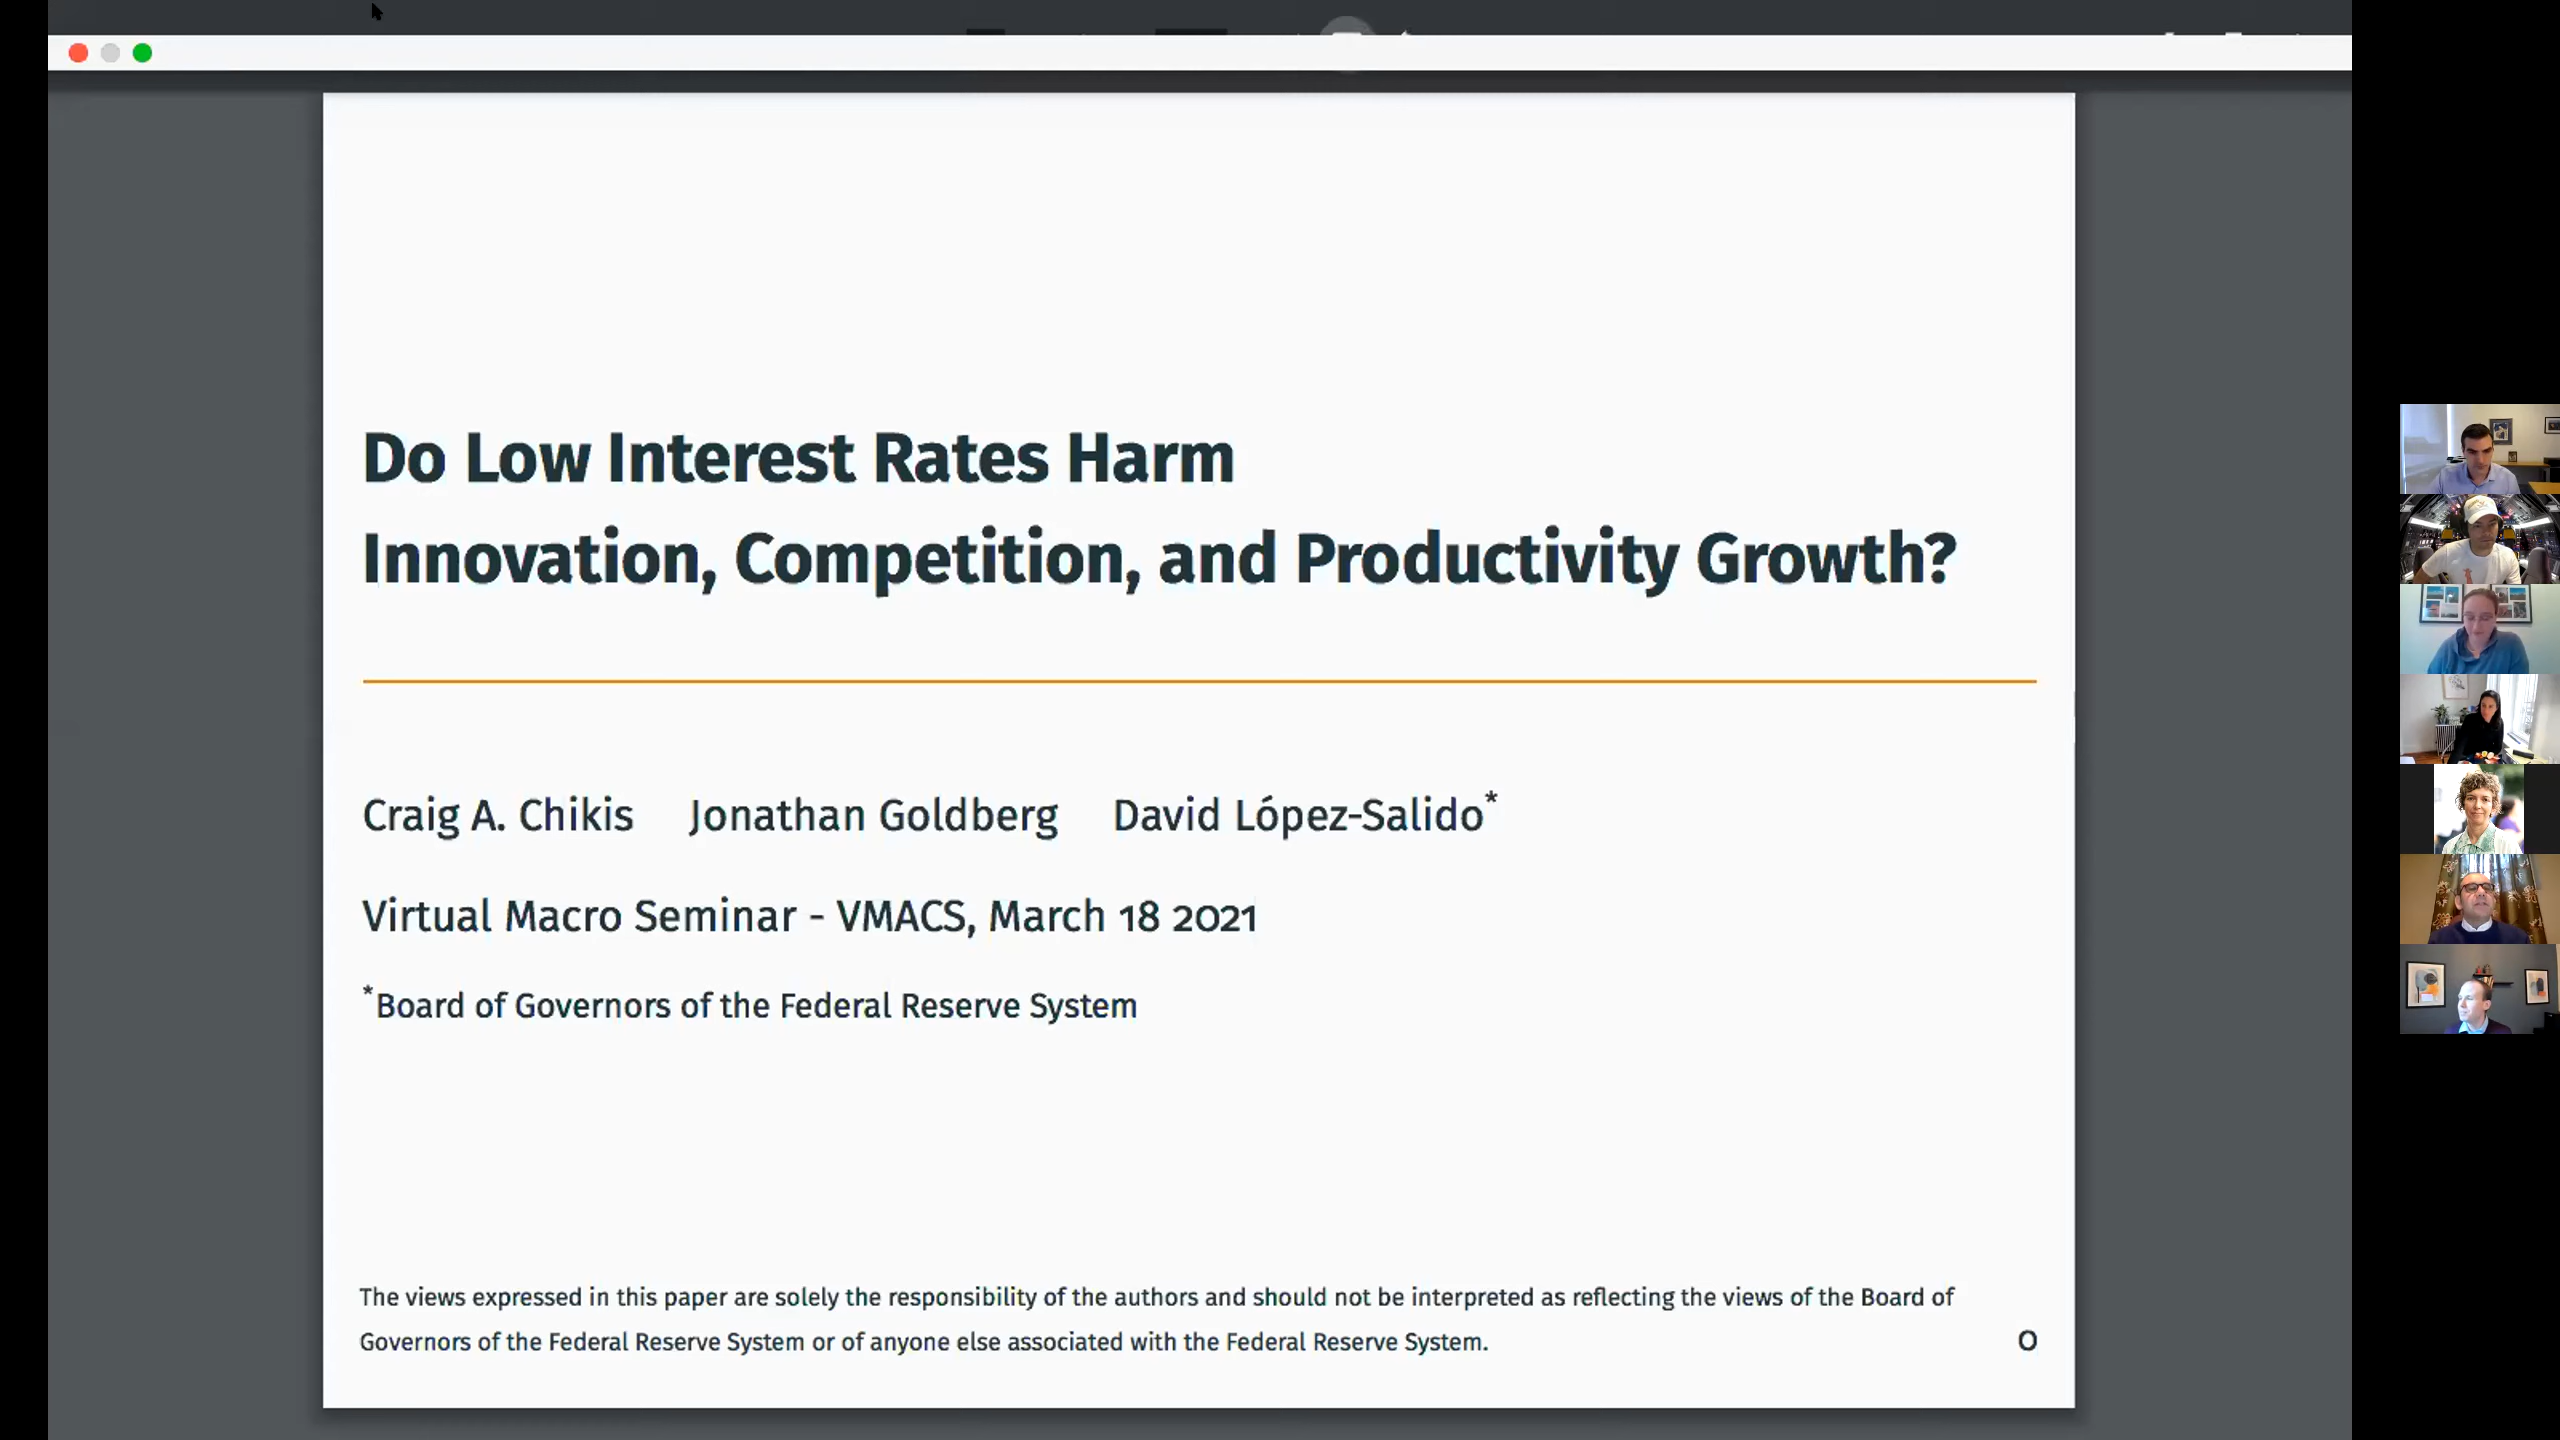 Do Low Interest Rates Harm
Innovation, Competition, and Productivity Growth?
Craig A. Chikis Jonathan Goldberg David López-Salido*
Virtual Macro Seminar - VMACS, March 18 2021
*Board of Governors of the Federal Reserve System
The views expressed in this paper are solely the responsibility of the authors and should not be interpreted as reflecting the views of the Board of
Governors of the Federal Reserve System or of anyone else associated with the Federal Reserve System.
0